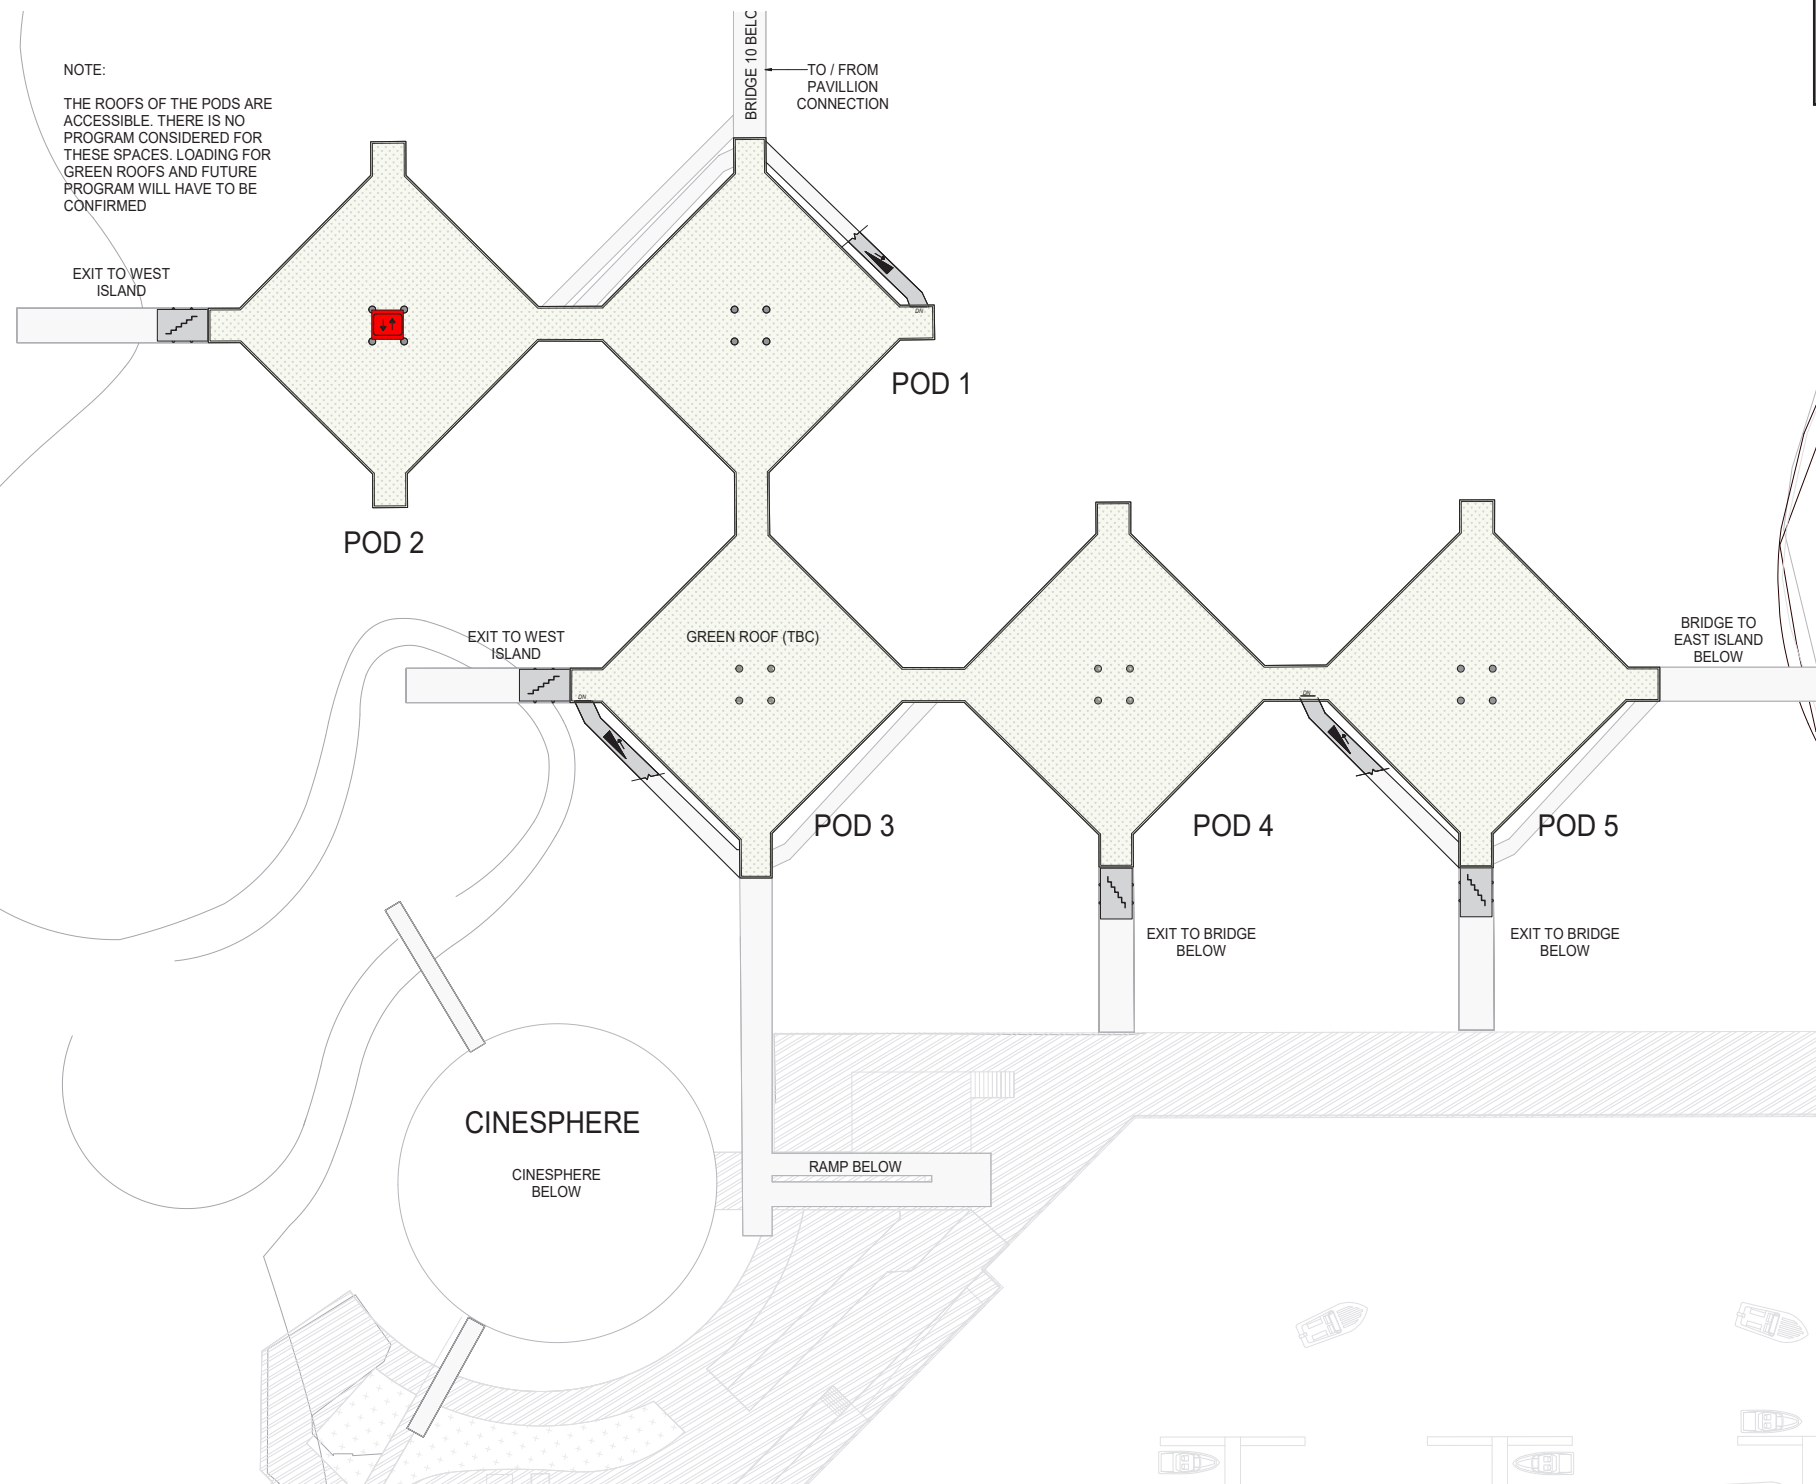 NOTE:
THE ROOFS OF THE PODS ARE
ACCESSIBLE. THERE IS NO
PROGRAM CONSIDERED FOR
THESE SPACES. LOADING FOR
GREEN ROOFS AND FUTURE
PROGRAM WILL HAVE TO BE
CONFIRMED
BRIDGE 10 BELO
TO / FROM
PAVILLION
CONNECTION
EXIT TO WEST
ISLAND
DN
POD 1
POD 2
EXIT TO WEST
ISLAND
GREEN ROOF (TBC)
BRIDGE TO
EAST ISLAND
BELOW
DN
DN
POD 3
POD 4
POD 5
EXIT TO BRIDGE
BELOW
EXIT TO BRIDGE
BELOW
CINESPHERE
CINESPHERE
BELOW
RAMP BELOW